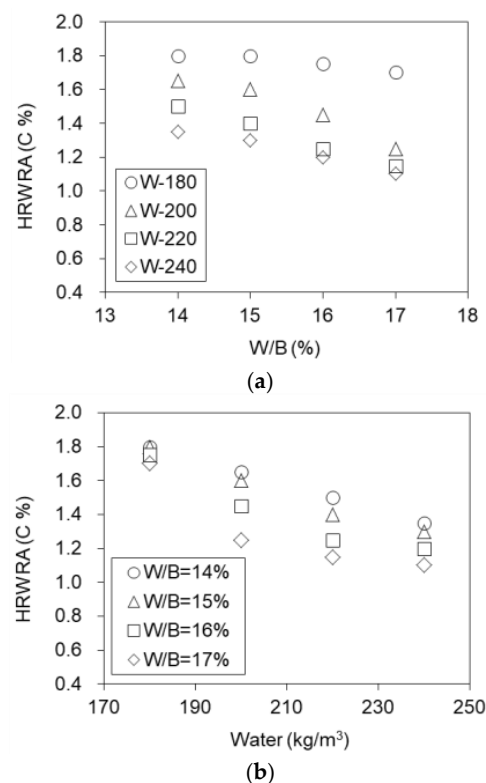 2.0
1.8
1.6
1.4
1.2
1.0
0.8
0.6
0.4
HRWRA (C %)
W-180
W-200
W-220
W-240
13 14 15 16 17 18
W/B (%)
(a)
2.0
1.8
1.6
1.4
1.2
1.0
0.8
0.6
0.4
HRWRA (C %)
W/B=14%
W/B=15%
W/B=16%
W/B=17%
170 190 210 230 250
Water (kg/m³)
(b)